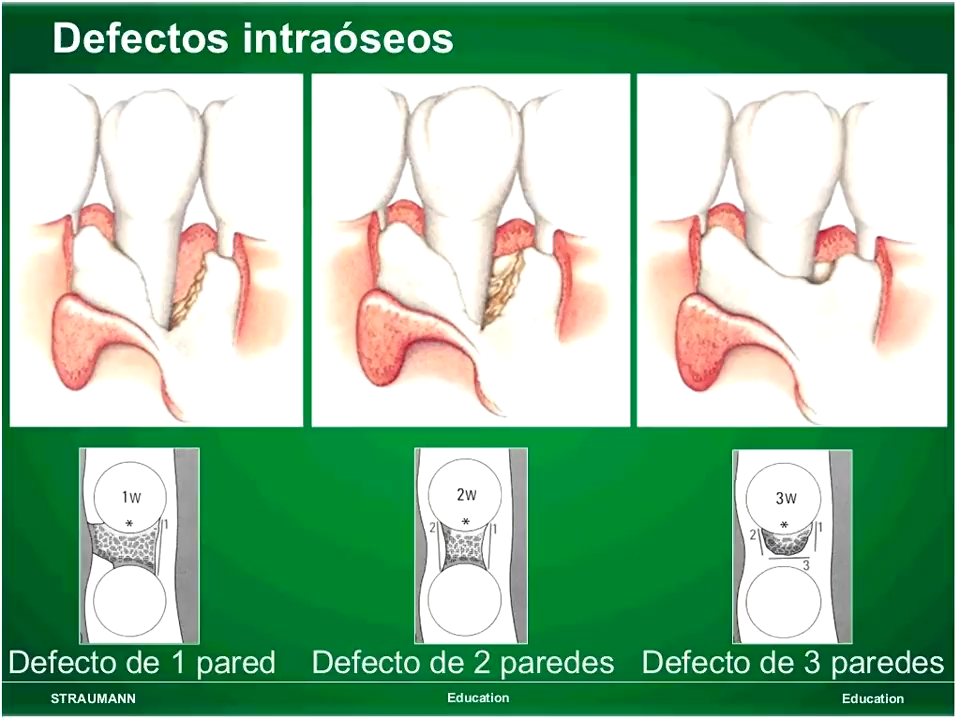 Defectos intraóseos
1W
*
1
2W
*
2
1
3W
*
2
1
3
Defecto de 1 pared
Defecto de 2 paredes
Defecto de 3 paredes
STRAUMANN
Education
Education